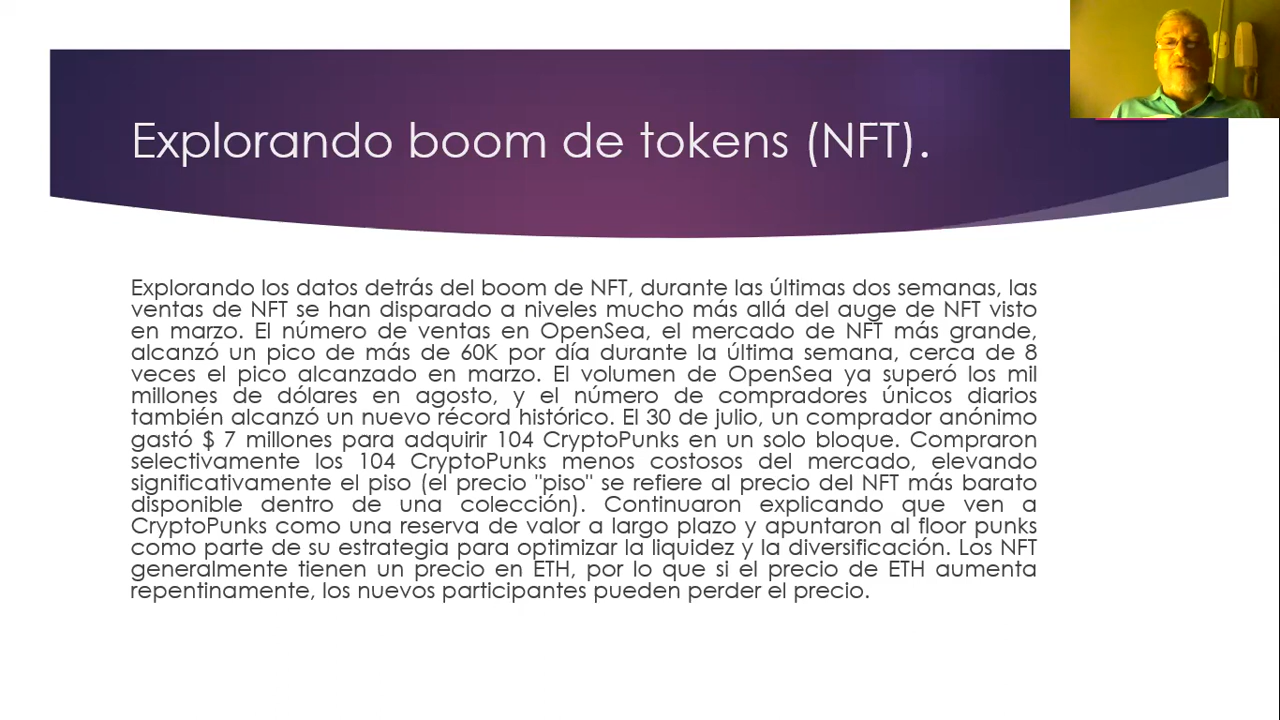 Explorando boom de tokens (NFT).
Explorando los datos detrás del boom de NFT, durante las últimas dos semanas, las
ventas de NFT se han disparado a niveles mucho más allá del auge de NFT visto
en marzo. El número de ventas en OpenSea, el mercado de NFT más grande,
alcanzó un pico de más de 60K por día durante la última semana, cerca de 8
veces el pico alcanzado en marzo. El volumen de OpenSea ya superó los mil
millones de dólares en agosto, y el número de compradores únicos diarios
también alcanzó un nuevo récord histórico. El 30 de julio, un comprador anónimo
gastó $ 7 millones para adquirir 104 CryptoPunks en un solo bloque. Compraron
selectivamente los 104 CryptoPunks menos costosos del mercado, elevando
significativamente el piso (el precio "piso" se refiere al precio del NFT más barato
disponible dentro de una colección). Continuaron explicando que ven a
CryptoPunks como una reserva de valor a largo plazo y apuntaron al floor punks
como parte de su estrategia para optimizar la liquidez y la diversificación. Los NFT
generalmente tienen un precio en ETH, por lo que si el precio de ETH aumenta
repentinamente, los nuevos participantes pueden perder el precio.